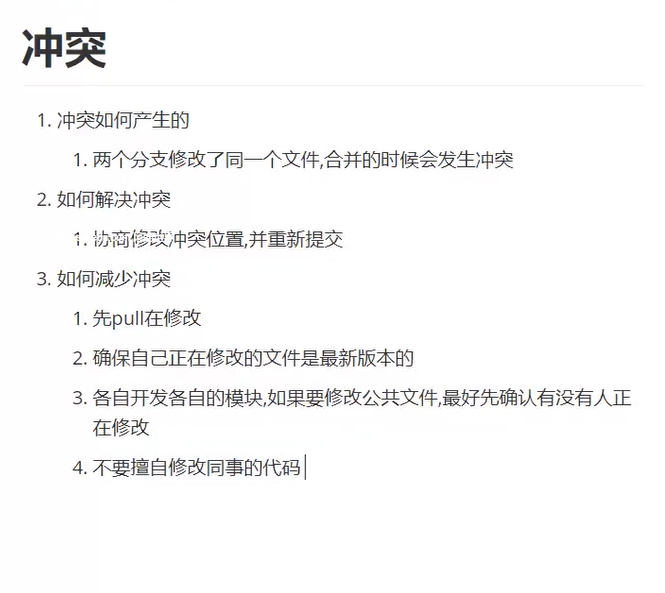 冲突
1. 冲突如何产生的
1. 两个分支修改了同一个文件,合并的时候会发生冲突
2. 如何解决冲突
1. 协商修改冲突位置,并重新提交
3. 如何减少冲突
1. 先pull在修改
2. 确保自己正在修改的文件是最新版本的
3. 各自开发各自的模块,如果要修改公共文件,最好先确认有没有人正
在修改
4. 不要擅自修改同事的代码